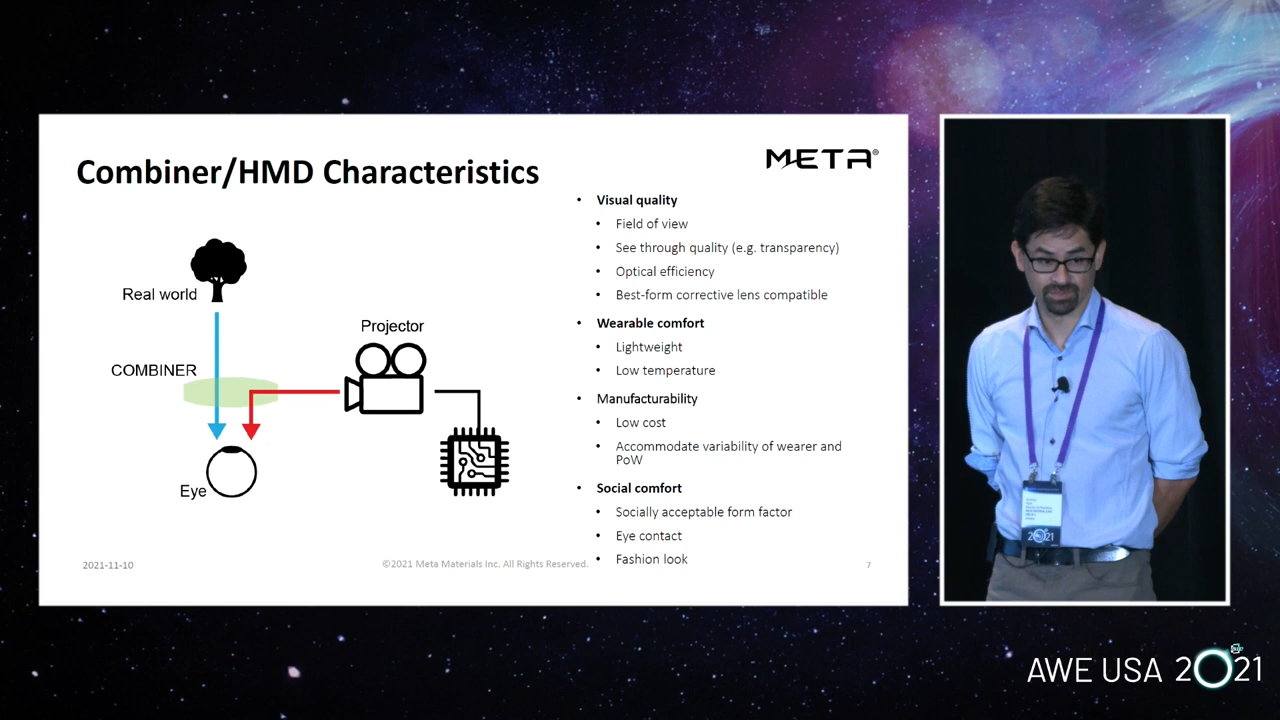 Combiner/HMD Characteristics
META®
Real world
COMBINER
Eye
Projector
• Visual quality
• Field of view
• See through quality (e.g. transparency)
• Optical efficiency
• Best-form corrective lens compatible
• Wearable comfort
• Lightweight
• Low temperature
• Manufacturability
• Low cost
• Accommodate variability of wearer and
PoW
• Social comfort
• Socially acceptable form factor
• Eye contact
• Fashion look
2021-11-10
©2021 Meta Materials Inc. All Rights Reserved.
7
2021
AWE USA 2021